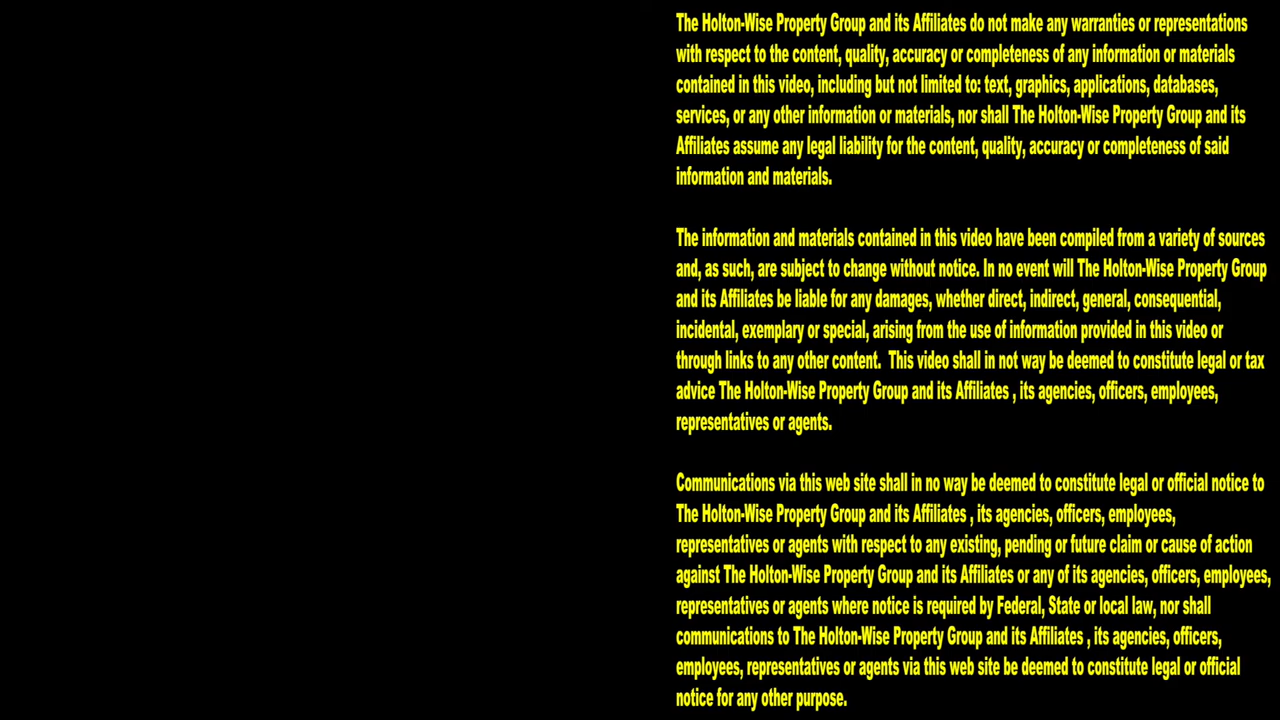 The Holton-Wise Property Group and its Affiliates do not make any warranties or representations
with respect to the content, quality, accuracy or completeness of any information or materials
contained in this video, including but not limited to: text, graphics, applications, databases,
services, or any other information or materials, nor shall The Holton-Wise Property Group and its
Affiliates assume any legal liability for the content, quality, accuracy or completeness of said
information and materials.
The information and materials contained in this video have been compiled from a variety of sources
and, as such, are subject to change without notice. In no event will The Holton-Wise Property Group
and its Affiliates be liable for any damages, whether direct, indirect, general, consequential,
incidental, exemplary or special, arising from the use of information provided in this video or
through links to any other content.  This video shall in not way be deemed to constitute legal or tax
advice The Holton-Wise Property Group and its Affiliates , its agencies, officers, employees,
representatives or agents.
Communications via this web site shall in no way be deemed to constitute legal or official notice to
The Holton-Wise Property Group and its Affiliates , its agencies, officers, employees,
representatives or agents with respect to any existing, pending or future claim or cause of action
against The Holton-Wise Property Group and its Affiliates or any of its agencies, officers, employees,
representatives or agents where notice is required by Federal, State or local law, nor shall
communications to The Holton-Wise Property Group and its Affiliates , its agencies, officers,
employees, representatives or agents via this web site be deemed to constitute legal or official
notice for any other purpose.